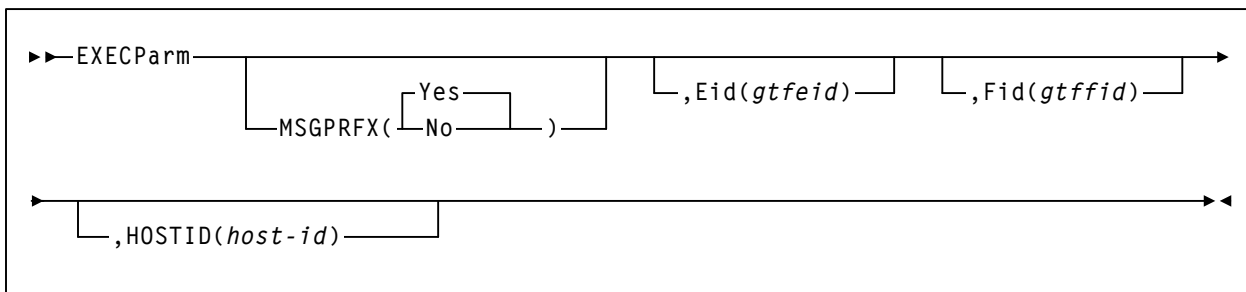 EXECParm
Yes
MSGPRFX( No )
,Eid(gtfeid)
,Fid(gtffid)
,HOSTID(host-id)